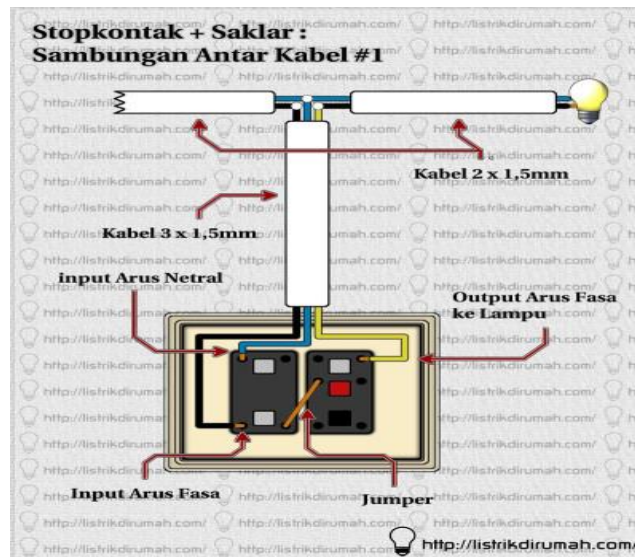 Stopkontak + Saklar :
Sambungan Antar Kabel #1
Kabel 2 x 1,5mm
Kabel 3 x 1,5mm
input Arus Netral
Output Arus Fasa
ke Lampu
Input Arus Fasa
Jumper
http://listrikdirumah.com/